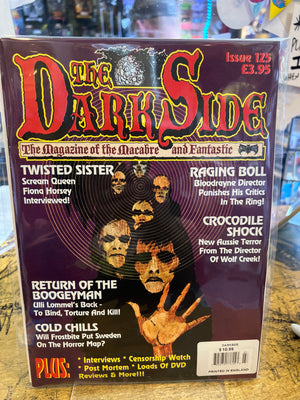 Issue 125
£3.95
The
Dark Side
The Magazine of the Macabre and Fantastic
TWISTED SISTER
Scream Queen
Fiona Horsey
Interviewed!
RAGING BOLL
Bloodrayne Director
Punishes His Critics
In The Ring!
CROCODILE
SHOCK
New Aussie Terror
From The Director
Of Wolf Creek!
RETURN OF THE
BOOGEYMAN
Ulli Lommel's Back -
To Bind, Torture And Kill!
COLD CHILLS
Will Frostbite Put Sweden
On The Horror Map?
PLUS:
• Interviews • Censorship Watch
• Post Mortem • Loads Of DVD
Reviews & More!!!
DARKSIDE
$ 10.99
PRINTED IN ENGLAND